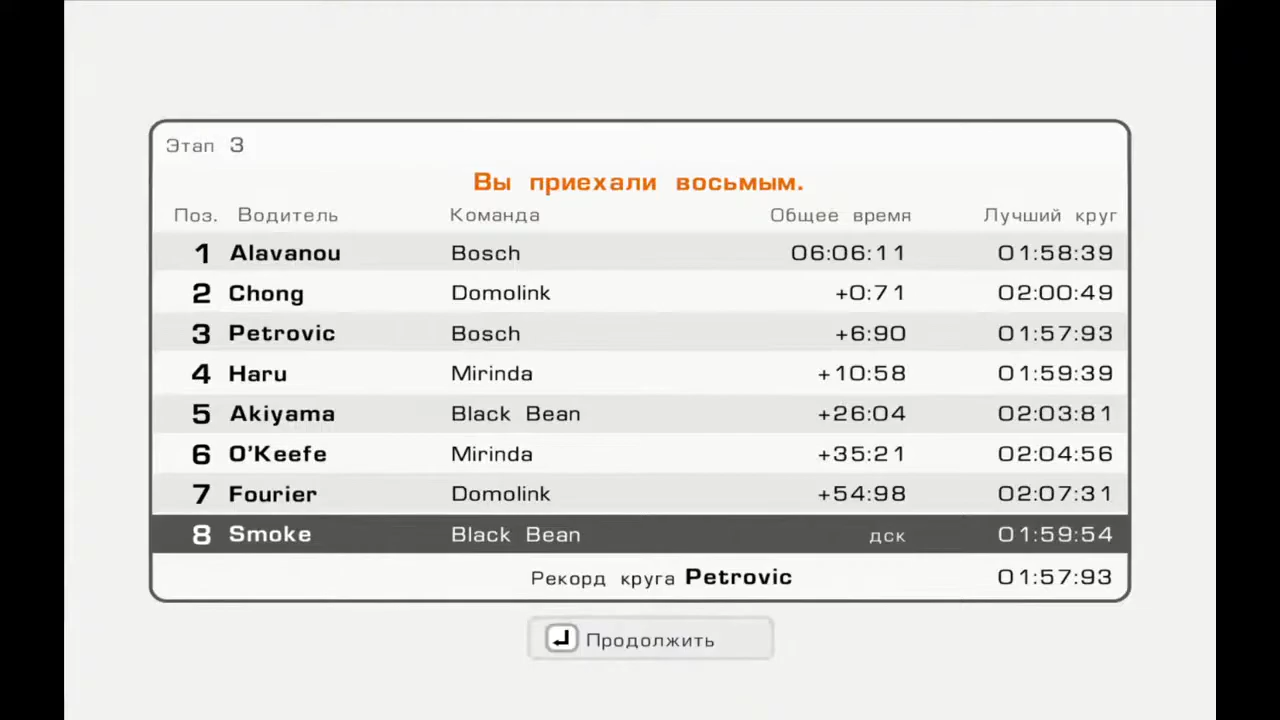 Этап 3
Вы приехали восьмым.
Поз. Водитель Команда Общее время Лучший круг
1 Alavanou Bosch 06:06:11 01:58:39
2 Chong Domolink +0:71 02:00:49
3 Petrovic Bosch +6:90 01:57:93
4 Haru Mirinda +10:58 01:59:39
5 Akiyama Black Bean +26:04 02:03:81
6 O'Keefe Mirinda +35:21 02:04:56
7 Fourier Domolink +54:98 02:07:31
8 Smoke Black Bean дск 01:59:54
Рекорд круга Petrovic 01:57:93
Продолжить